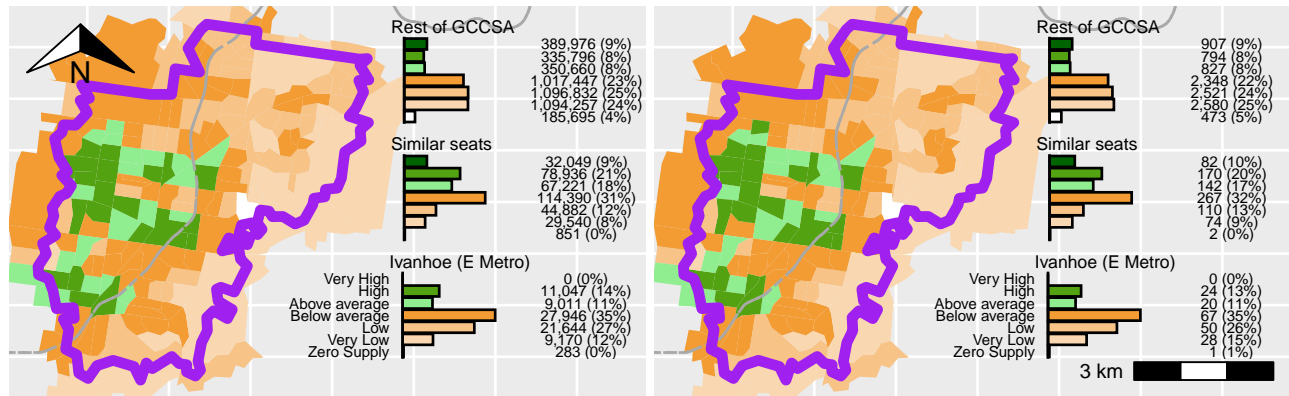 N
Rest of GCCSA
389,976 (9%)
335,796 (8%)
350,660 (8%)
1,017,447 (23%)
1,096,832 (25%)
1,094,257 (24%)
185,695 (4%)
Similar seats
32,049 (9%)
78,936 (21%)
67,221 (18%)
114,390 (31%)
44,882 (12%)
29,540 (8%)
851 (0%)
Ivanhoe (E Metro)
Very High 0 (0%)
High 11,047 (14%)
Above average 9,011 (11%)
Below average 27,946 (35%)
Low 21,644 (27%)
Very Low 9,170 (12%)
Zero Supply 283 (0%)
Rest of GCCSA
907 (9%)
794 (8%)
827 (8%)
2,348 (22%)
2,521 (24%)
2,580 (25%)
473 (5%)
Similar seats
82 (10%)
170 (20%)
142 (17%)
267 (32%)
110 (13%)
74 (9%)
2 (0%)
Ivanhoe (E Metro)
Very High 0 (0%)
High 24 (13%)
Above average 20 (11%)
Below average 67 (35%)
Low 50 (26%)
Very Low 28 (15%)
Zero Supply 1 (1%)
3 km